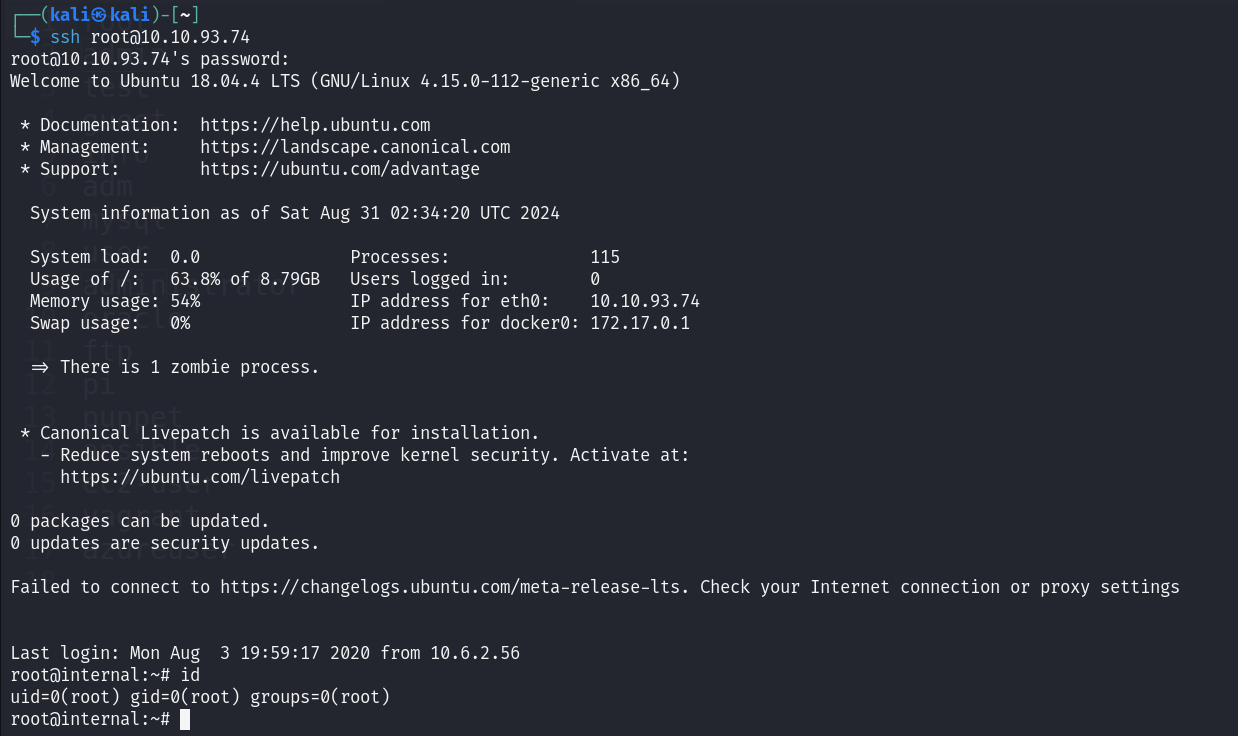 ┌──(kali㉿kali)-[~]
└─$ ssh root@10.10.93.74
root@10.10.93.74's password:
Welcome to Ubuntu 18.04.4 LTS (GNU/Linux 4.15.0-112-generic x86_64)
* Documentation:  https://help.ubuntu.com
* Management:     https://landscape.canonical.com
* Support:        https://ubuntu.com/advantage
System information as of Sat Aug 31 02:34:20 UTC 2024
System load:  0.0                Processes:              115
Usage of /:   63.8% of 8.79GB   Users logged in:        0
Memory usage: 54%               IP address for eth0:    10.10.93.74
Swap usage:   0%                IP address for docker0: 172.17.0.1
=> There is 1 zombie process.
* Canonical Livepatch is available for installation.
- Reduce system reboots and improve kernel security. Activate at:
https://ubuntu.com/livepatch
0 packages can be updated.
0 updates are security updates.
Failed to connect to https://changelogs.ubuntu.com/meta-release-lts. Check your Internet connection or proxy settings
Last login: Mon Aug  3 19:59:17 2020 from 10.6.2.56
root@internal:~# id
uid=0(root) gid=0(root) groups=0(root)
root@internal:~#